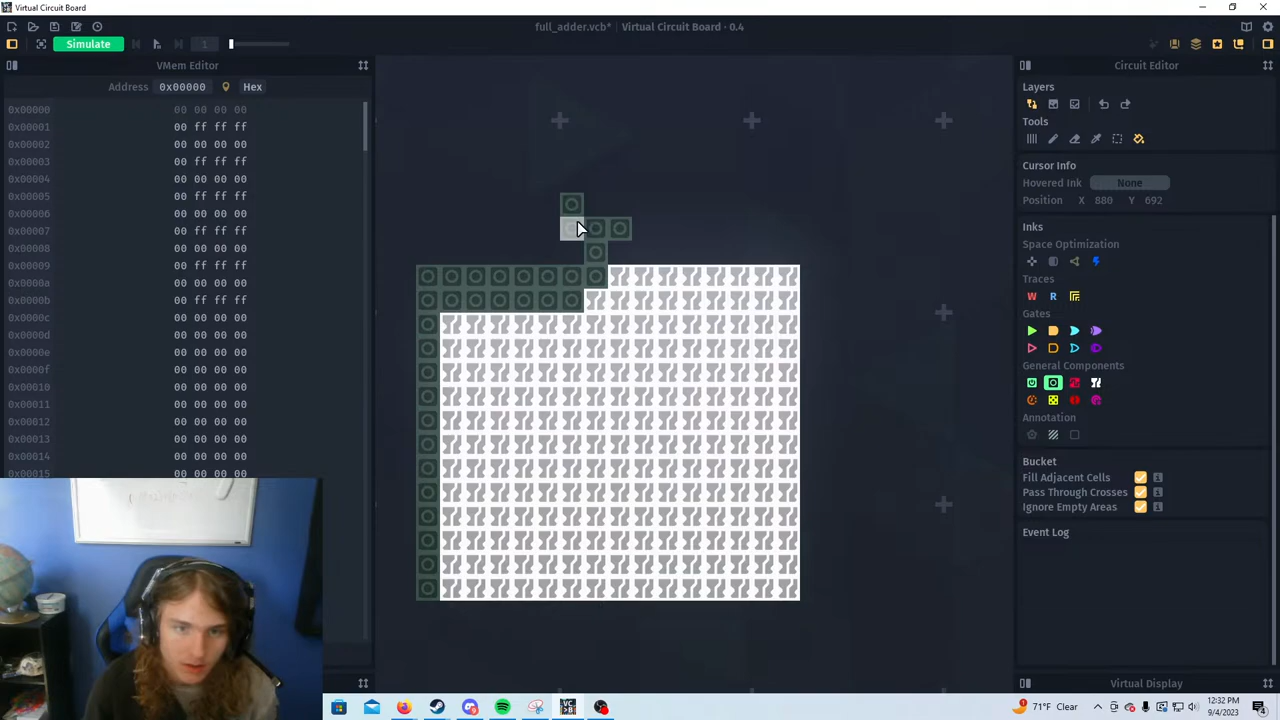 Virtual Circuit Board
full_adder.vcb* | Virtual Circuit Board - 0.4
Simulate
1
VMem Editor
Address 0x00000 Hex
0x00000 00 00 00 00
0x00001 00 ff ff ff
0x00002 00 00 00 00
0x00003 00 ff ff ff
0x00004 00 00 00 00
0x00005 00 ff ff ff
0x00006 00 00 00 00
0x00007 00 ff ff ff
0x00008 00 00 00 00
0x00009 00 ff ff ff
0x0000a 00 00 00 00
0x0000b 00 ff ff ff
0x0000c 00 00 00 00
0x0000d 00 00 00 00
0x0000e 00 00 00 00
0x0000f 00 00 00 00
0x00010 00 00 00 00
0x00011 00 00 00 00
0x00012 00 00 00 00
0x00013 00 00 00 00
0x00014 00 00 00 00
0x00015 00 00 00 00
Circuit Editor
Layers
Tools
Cursor Info
Hovered Ink None
Position X 880 Y 692
Inks
Space Optimization
Traces
W R
Gates
General Components
Annotation
Bucket
Fill Adjacent Cells
Pass Through Crosses
Ignore Empty Areas
Event Log
Virtual Display
71°F Clear
12:32 PM
9/4/2023